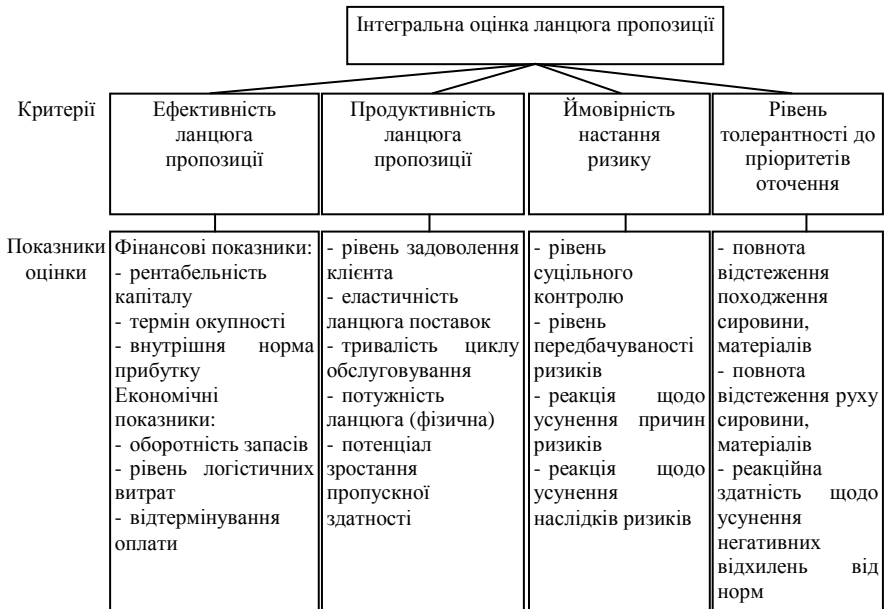 Інтегральна оцінка ланцюга пропозиції
Критерії
Ефективність
ланцюга
пропозиції
Продуктивність
ланцюга
пропозиції
Ймовірність
настання
ризику
Рівень
толерантності до
пріоритетів
оточення
Показники
оцінки
Фінансові показники:
- рентабельність
капіталу
- термін окупності
- внутрішня норма
прибутку
Економічні
показники:
- оборотність запасів
- рівень логістичних
витрат
- відтермінування
оплати
- рівень задоволення
клієнта
- еластичність
ланцюга поставок
- тривалість циклу
обслуговування
- потужність
ланцюга (фізична)
- потенціал
зростання
пропускної
здатності
- рівень
суцільного
контролю
- рівень
передбачуваності
ризиків
- реакція щодо
усунення причин
ризиків
- реакція щодо
усунення
наслідків ризиків
- повнота
відстеження
походження
сировини,
матеріалів
- повнота
відстеження руху
сировини,
матеріалів
- реакційна
здатність щодо
усунення
негативних
відхилень від
норм